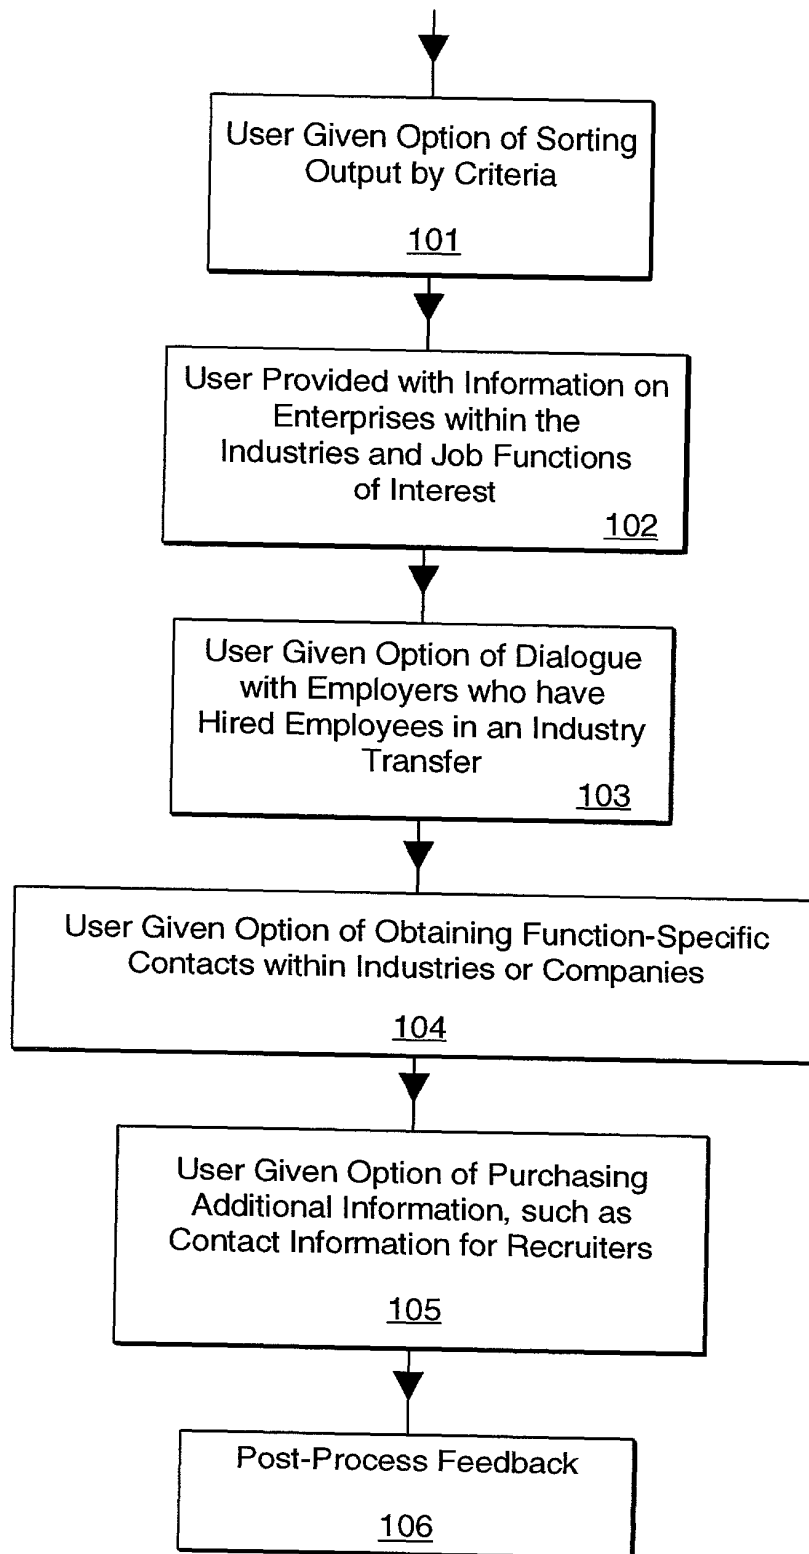 User Given Option of Sorting
Output by Criteria
101
User Provided with Information on
Enterprises within the
Industries and Job Functions
of Interest
102
User Given Option of Dialogue
with Employers who have
Hired Employees in an Industry
Transfer
103
User Given Option of Obtaining Function-Specific
Contacts within Industries or Companies
104
User Given Option of Purchasing
Additional Information, such as
Contact Information for Recruiters
105
Post-Process Feedback
106